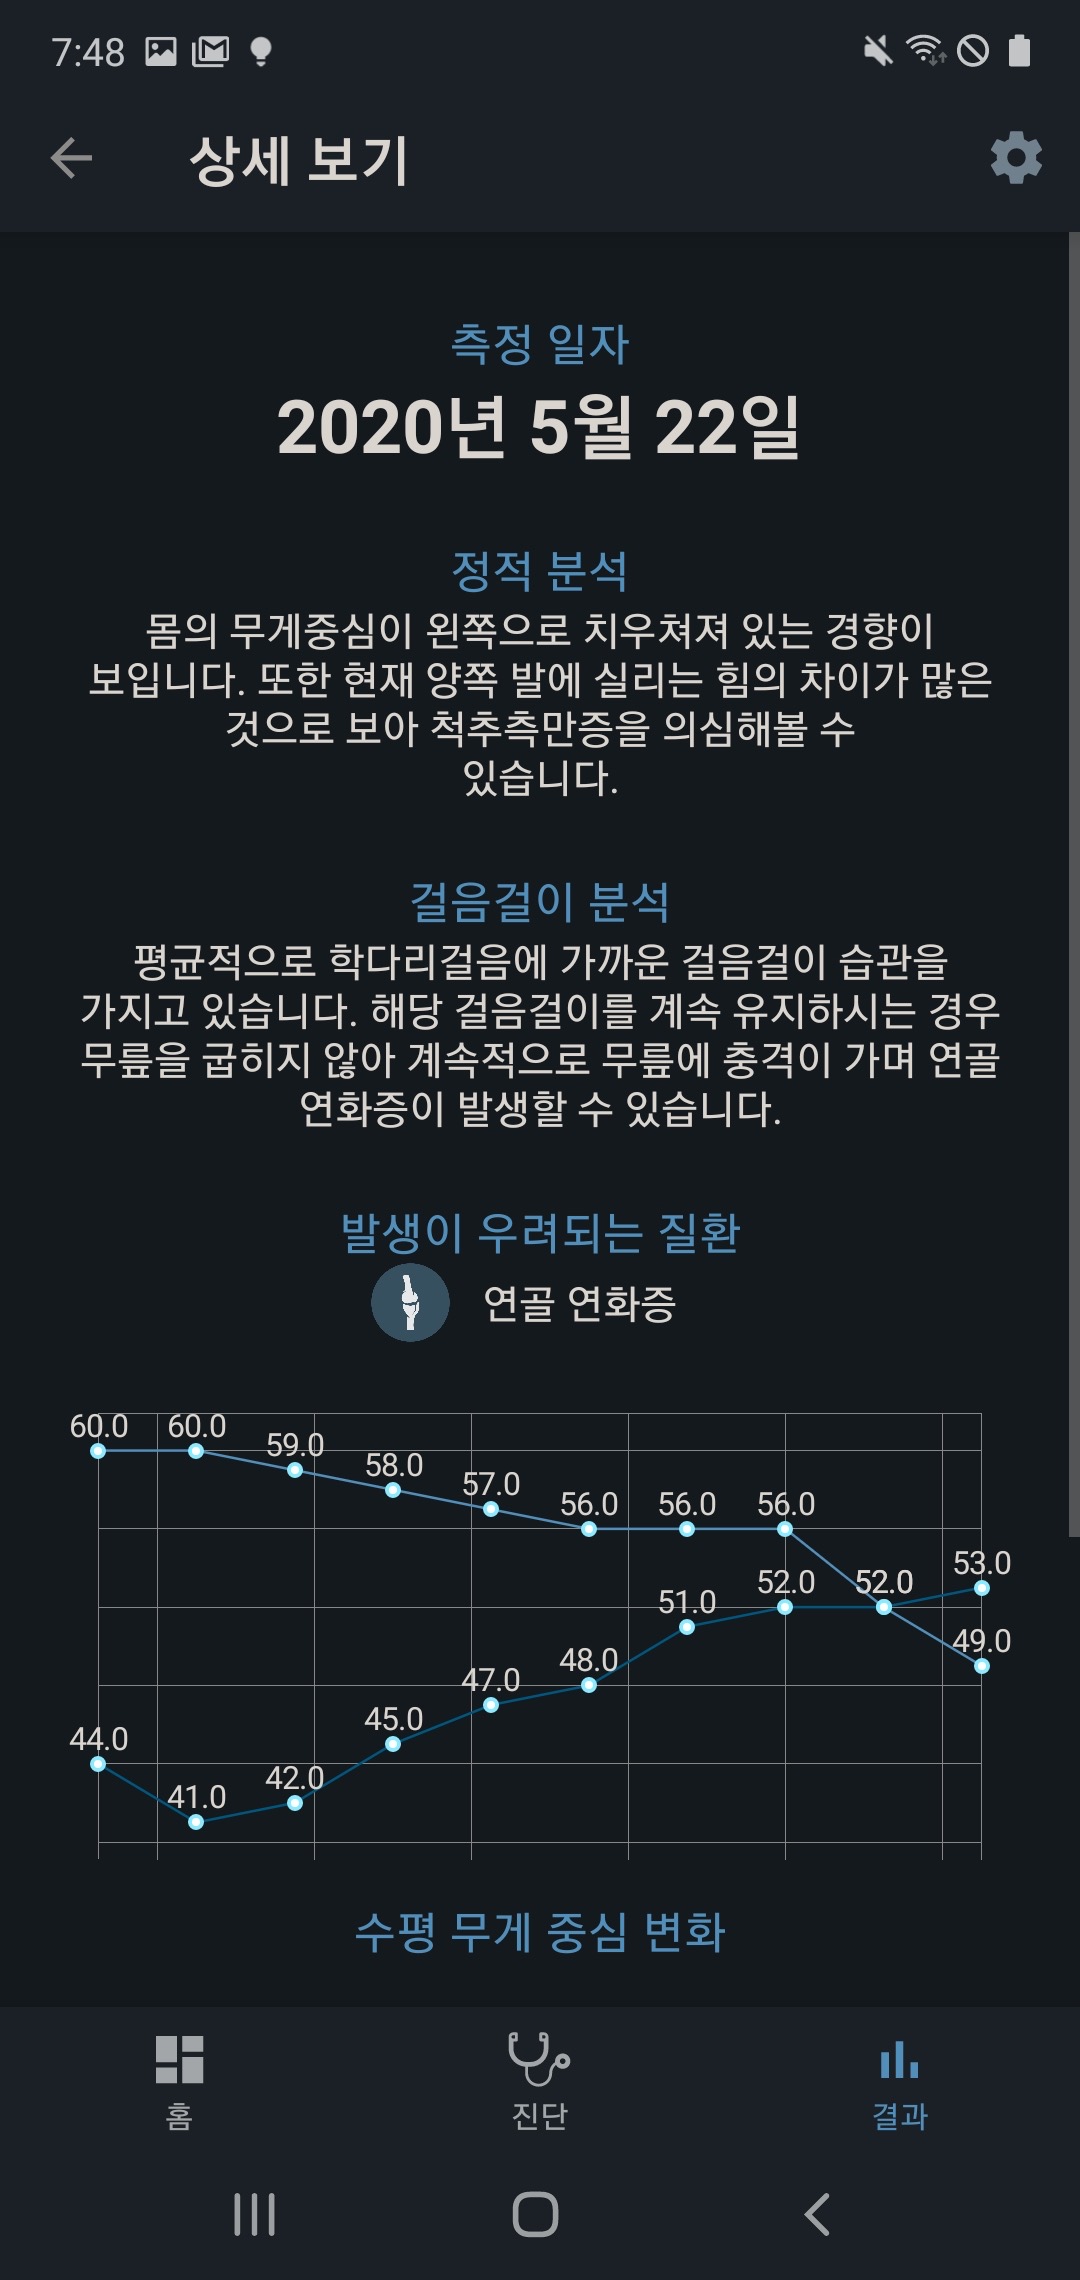 7:48
상세 보기
측정 일자
2020년 5월 22일
정적 분석
몸의 무게중심이 왼쪽으로 치우쳐져 있는 경향이
보입니다. 또한 현재 양쪽 발에 실리는 힘의 차이가 많은
것으로 보아 척추측만증을 의심해볼 수
있습니다.
걸음걸이 분석
평균적으로 학다리걸음에 가까운 걸음걸이 습관을
가지고 있습니다. 해당 걸음걸이를 계속 유지하시는 경우
무릎을 굽히지 않아 계속적으로 무릎에 충격이 가며 연골
연화증이 발생할 수 있습니다.
발생이 우려되는 질환
연골 연화증
60.0 60.0 59.0 58.0 57.0 56.0 56.0 56.0 52.0 49.0
44.0 41.0 42.0 45.0 47.0 48.0 51.0 52.0 52.0 53.0
수평 무게 중심 변화
홈 진단 결과